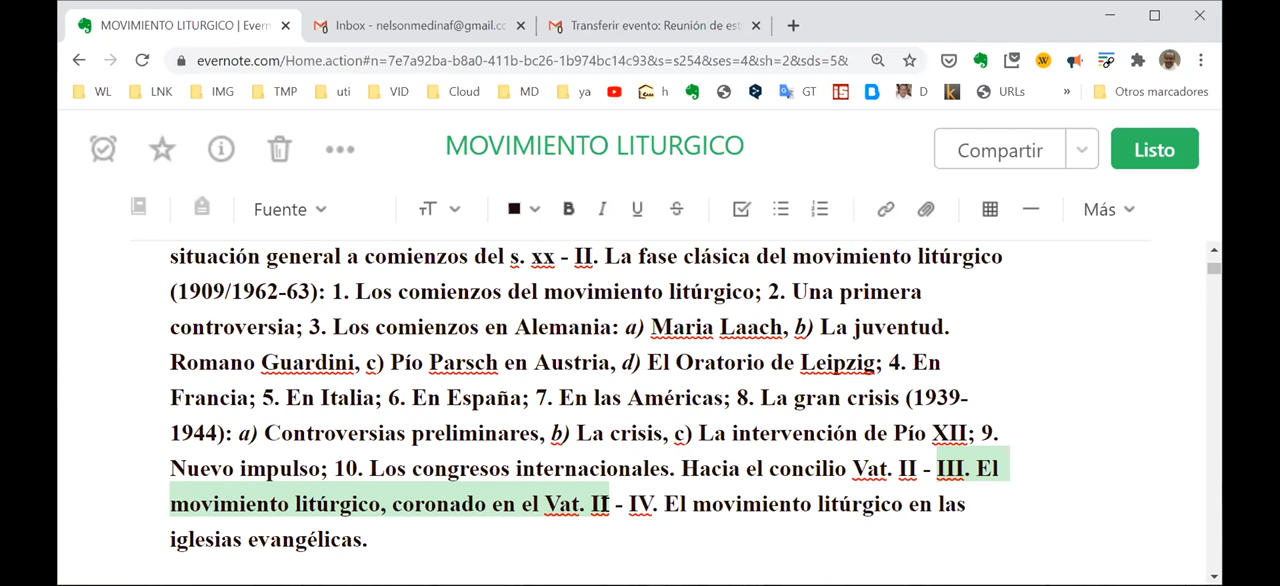 MOVIMIENTO LITURGICO | Evern
Inbox - nelsonmedinaf@gmail.cc
Transferir evento: Reunión de est
evernote.com/Home.action#n=7e7a92ba-b8a0-411b-bc26-1b974bc14c93&s=s254&ses=4&sh=2&sds=5&
WL LNK IMG TMP uti VID Cloud MD ya h GT D URLs » Otros marcadores
MOVIMIENTO LITURGICO
Compartir
Listo
Fuente TT B I U S Más
situación general a comienzos del s. xx - II. La fase clásica del movimiento litúrgico
(1909/1962-63): 1. Los comienzos del movimiento litúrgico; 2. Una primera
controversia; 3. Los comienzos en Alemania: a) Maria Laach, b) La juventud.
Romano Guardini, c) Pío Parsch en Austria, d) El Oratorio de Leipzig; 4. En
Francia; 5. En Italia; 6. En España; 7. En las Américas; 8. La gran crisis (1939-
1944): a) Controversias preliminares, b) La crisis, c) La intervención de Pío XII; 9.
Nuevo impulso; 10. Los congresos internacionales. Hacia el concilio Vat. II - III. El
movimiento litúrgico, coronado en el Vat. II - IV. El movimiento litúrgico en las
iglesias evangélicas.